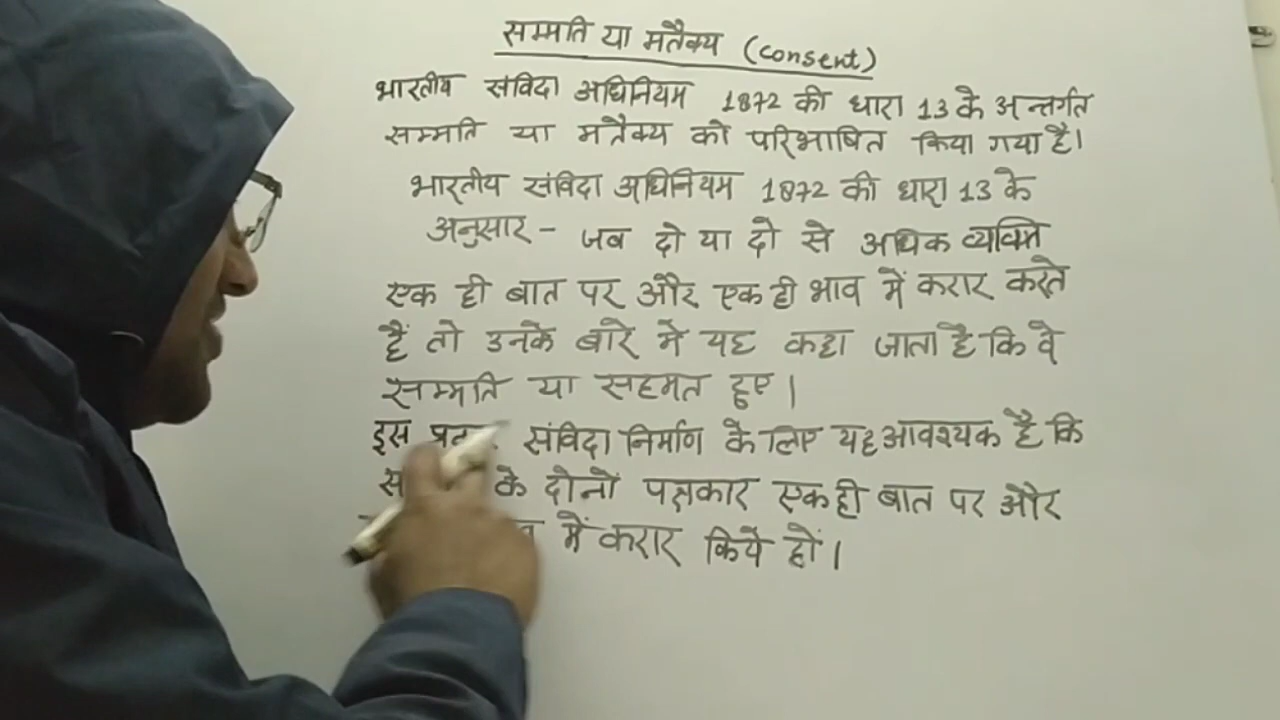 सम्मति या मतैक्य (consent)
भारतीय संविदा अधिनियम 1872 की धारा 13 के अन्तर्गत
सम्मति या मतैक्य को परिभाषित किया गया है।
भारतीय संविदा अधिनियम 1872 की धारा 13 के
अनुसार - जब दो या दो से अधिक व्यक्ति
एक ही बात पर और एक ही भाव में करार करते
हैं तो उनके बारे मे यह कहा जाता है कि वे
सम्मति या सहमत हुए।
इस संविदा निर्माण के लिए यह आवश्यक है कि
के दोनों पक्षकार एक ही बात पर और
में करार किये हों।